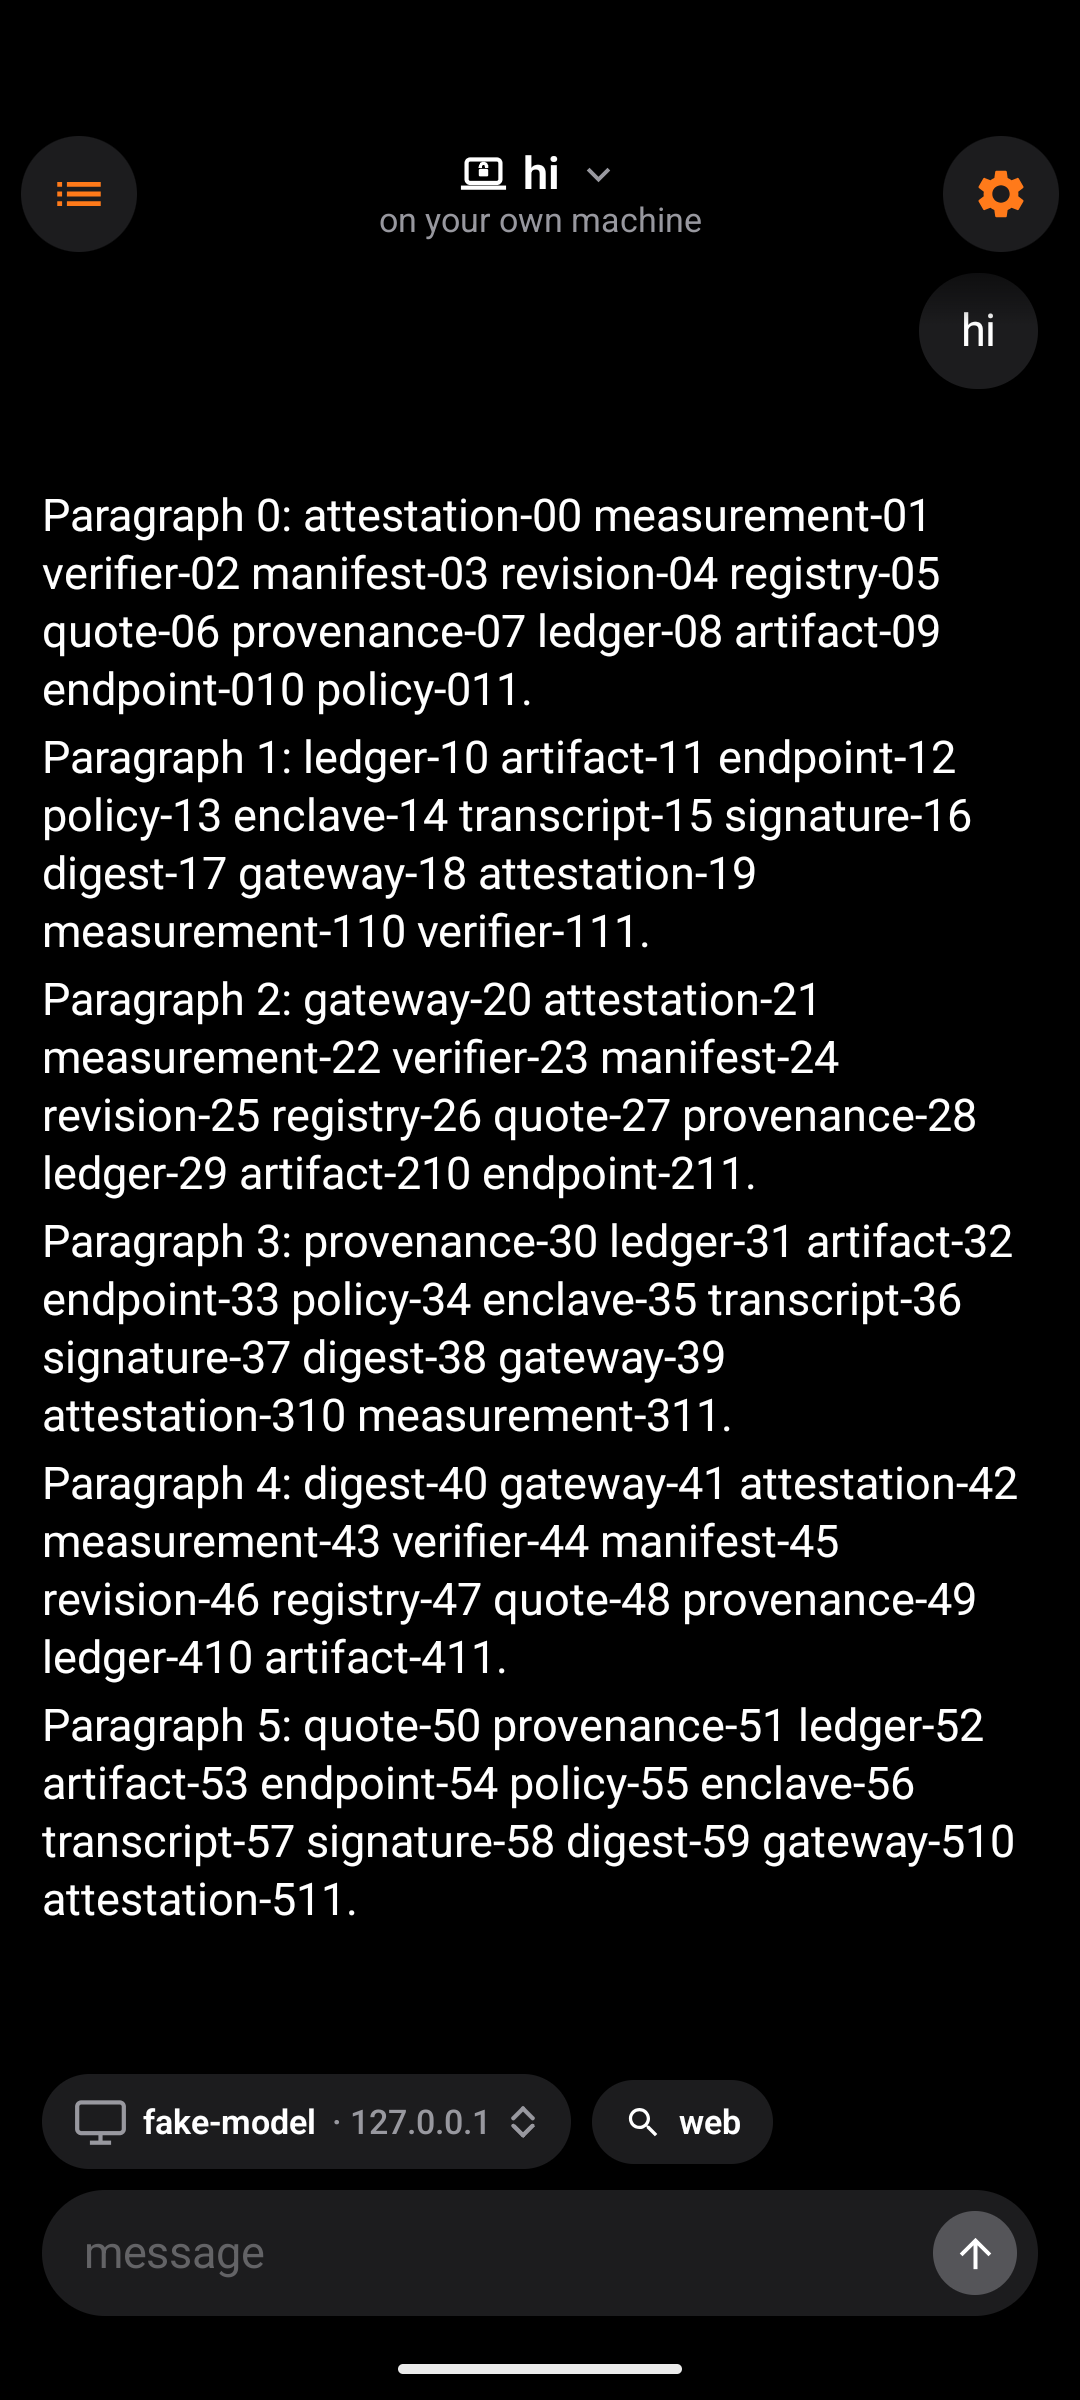 hi
on your own machine
hi
Paragraph 0: attestation-00 measurement-01
verifier-02 manifest-03 revision-04 registry-05
quote-06 provenance-07 ledger-08 artifact-09
endpoint-010 policy-011.
Paragraph 1: ledger-10 artifact-11 endpoint-12
policy-13 enclave-14 transcript-15 signature-16
digest-17 gateway-18 attestation-19
measurement-110 verifier-111.
Paragraph 2: gateway-20 attestation-21
measurement-22 verifier-23 manifest-24
revision-25 registry-26 quote-27 provenance-28
ledger-29 artifact-210 endpoint-211.
Paragraph 3: provenance-30 ledger-31 artifact-32
endpoint-33 policy-34 enclave-35 transcript-36
signature-37 digest-38 gateway-39
attestation-310 measurement-311.
Paragraph 4: digest-40 gateway-41 attestation-42
measurement-43 verifier-44 manifest-45
revision-46 registry-47 quote-48 provenance-49
ledger-410 artifact-411.
Paragraph 5: quote-50 provenance-51 ledger-52
artifact-53 endpoint-54 policy-55 enclave-56
transcript-57 signature-58 digest-59 gateway-510
attestation-511.
fake-model · 127.0.0.1 web
message